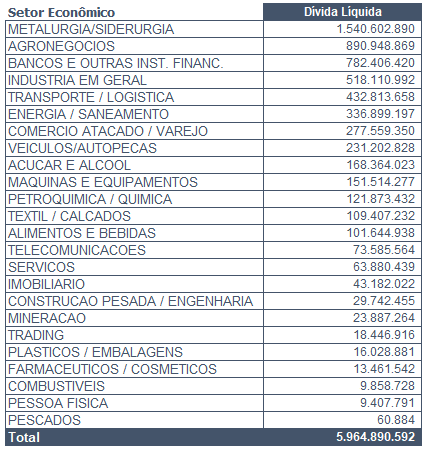 Setor Econômico Dívida Líquida
METALURGIA/SIDERURGIA 1.540.602.890
AGRONEGOCIOS 890.948.869
BANCOS E OUTRAS INST. FINANC. 782.406.420
INDUSTRIA EM GERAL 518.110.992
TRANSPORTE / LOGISTICA 432.813.658
ENERGIA / SANEAMENTO 336.899.197
COMERCIO ATACADO / VAREJO 277.559.350
VEICULOS/AUTOPECAS 231.202.828
ACUCAR E ALCOOL 168.364.023
MAQUINAS E EQUIPAMENTOS 151.514.277
PETROQUIMICA / QUIMICA 121.873.432
TEXTIL / CALCADOS 109.407.232
ALIMENTOS E BEBIDAS 101.644.938
TELECOMUNICACOES 73.585.564
SERVICOS 63.880.439
IMOBILIARIO 43.182.022
CONSTRUCAO PESADA / ENGENHARIA 29.742.455
MINERACAO 23.887.264
TRADING 18.446.916
PLASTICOS / EMBALAGENS 16.028.881
FARMACEUTICOS / COSMETICOS 13.461.542
COMBUSTIVEIS 9.858.728
PESSOA FISICA 9.407.791
PESCADOS 60.884
Total 5.964.890.592